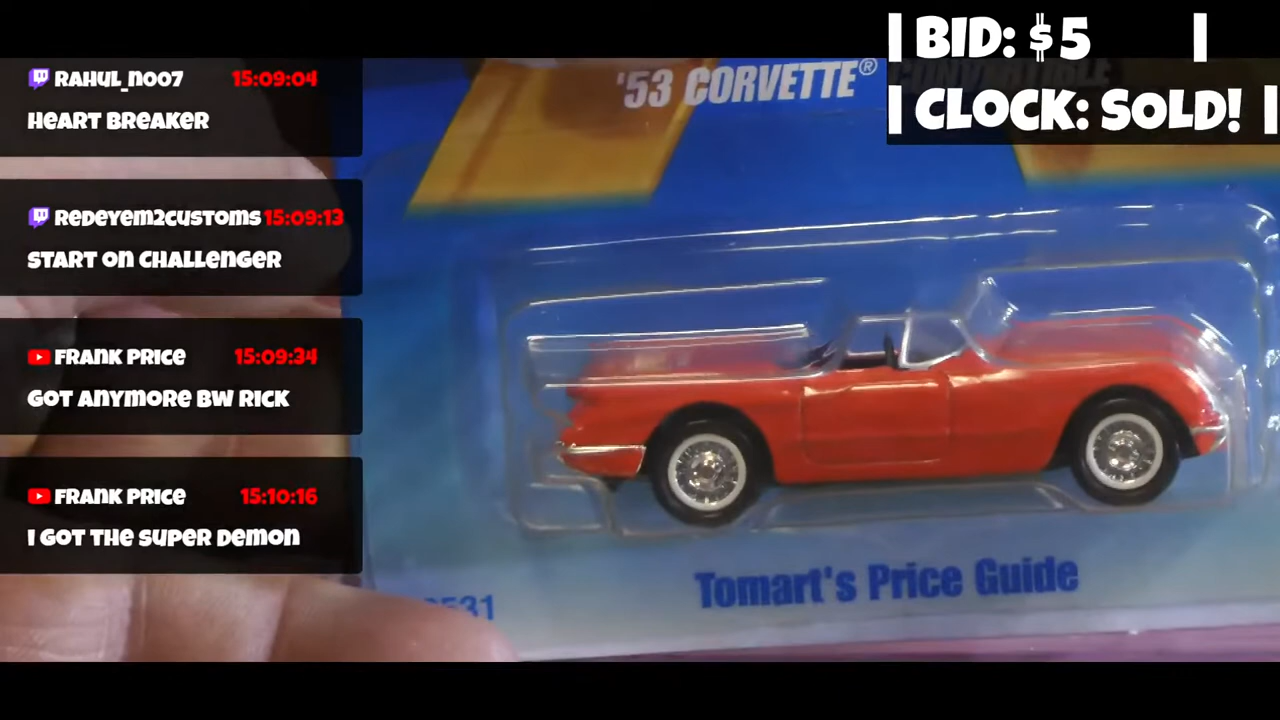 | BID: $5 |
| CLOCK: SOLD! |
RAHUL_N007 15:09:04
HEART BREAKER
REDEYEM2CUSTOMS 15:09:13
START ON CHALLENGER
FRANK PRICE 15:09:34
GOT ANYMORE BW RICK
FRANK PRICE 15:10:16
I GOT THE SUPER DEMON
'53 CORVETTE® CONVERTIBLE
Tomart's Price Guide
531